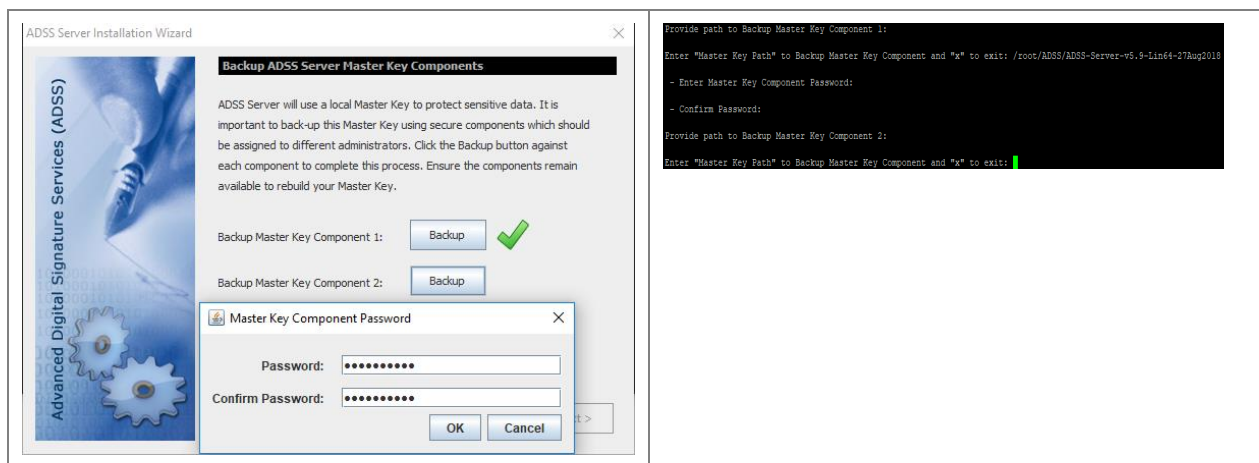 ADSS Server Installation Wizard
Advanced Digital Signature Services (ADSS)
Backup ADSS Server Master Key Components
ADSS Server will use a local Master Key to protect sensitive data. It is
important to back-up this Master Key using secure components which should
be assigned to different administrators. Click the Backup button against
each component to complete this process. Ensure the components remain
available to rebuild your Master Key.
Backup Master Key Component 1:
Backup
Backup Master Key Component 2:
Backup
Master Key Component Password
Password:
Confirm Password:
OK
Cancel
Provide path to Backup Master Key Component 1:
Enter "Master Key Path" to Backup Master Key Component and "x" to exit: /root/ADSS/ADSS-Server-v5.9-Lin64-27Aug2018
- Enter Master Key Component Password:
- Confirm Password:
Provide path to Backup Master Key Component 2:
Enter "Master Key Path" to Backup Master Key Component and "x" to exit: